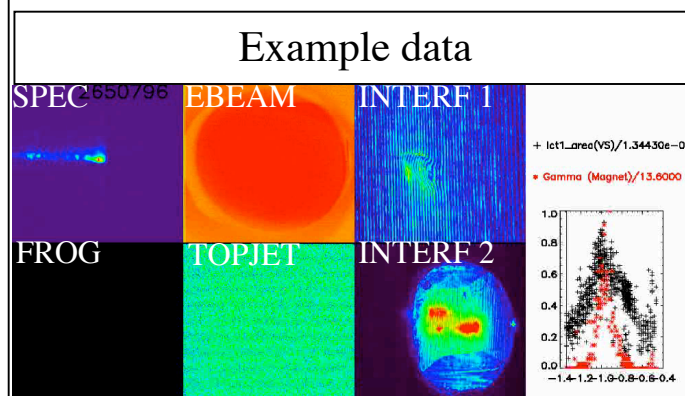 Example data
SPEC 2650796 EBEAM INTERF 1
+ Ict1_area(VS)/1.34430e-0
* Gamma (Magnet)/13.6000
FROG TOPJET INTERF 2
1.0
0.8
0.6
0.4
0.2
0.0
-1.4-1.2-1.0-0.8-0.6-0.4